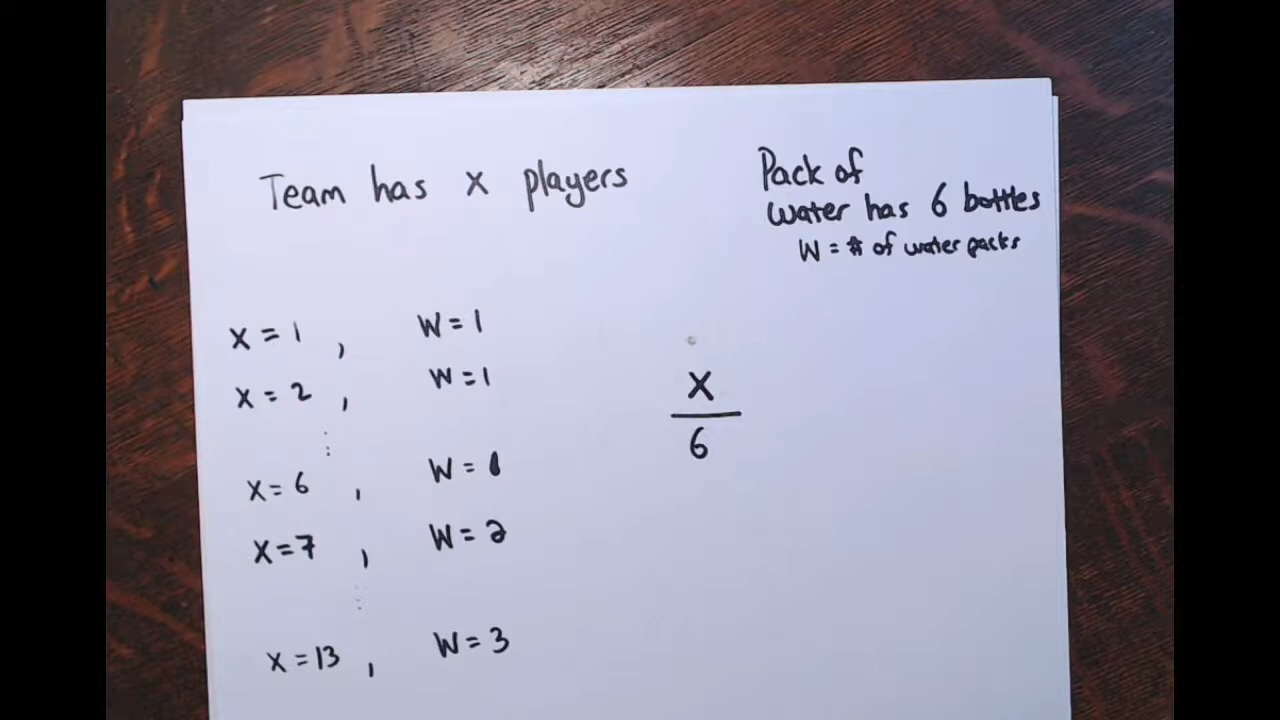 Team has x players
Pack of
water has 6 bottles
W = # of water packs
x = 1 , W = 1
x = 2 , W = 1
⋮
x = 6 , W = 1
x = 7 , W = 2
⋮
x = 13 , W = 3
x
6